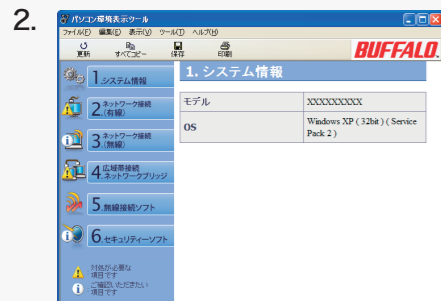 2.
パソコン環境表示ツール
ファイル(F) 編集(E) 表示(V) ツール(T) ヘルプ(H)
更新 すべてコピー 保存 印刷
BUFFALO
1.システム情報
2.ネットワーク接続(有線)
3.ネットワーク接続(無線)
4.広域帯接続 ネットワークブリッジ
5.無線接続ソフト
6.セキュリティーソフト
対処が必要な
項目です
ご確認いただきたい
項目です
1. システム情報
モデル XXXXXXXXX
OS Windows XP ( 32bit ) ( Service
Pack 2 )